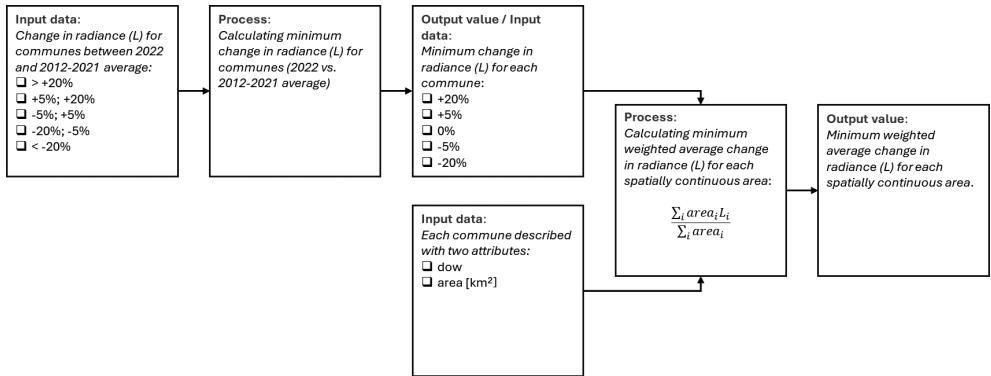 Input data:
Change in radiance (L) for
communes between 2022
and 2012-2021 average:
❑ > +20%
❑ +5%; +20%
❑ -5%; +5%
❑ -20%; -5%
❑ < -20%
Process:
Calculating minimum
change in radiance (L) for
communes (2022 vs.
2012-2021 average)
Output value / Input
data:
Minimum change in
radiance (L) for each
commune:
❑ +20%
❑ +5%
❑ 0%
❑ -5%
❑ -20%
Input data:
Each commune described
with two attributes:
❑ dow
❑ area [km²]
Process:
Calculating minimum
weighted average change
in radiance (L) for each
spatially continuous area:
∑ᵢ areaᵢLᵢ
∑ᵢ areaᵢ
Output value:
Minimum weighted
average change in
radiance (L) for each
spatially continuous area.